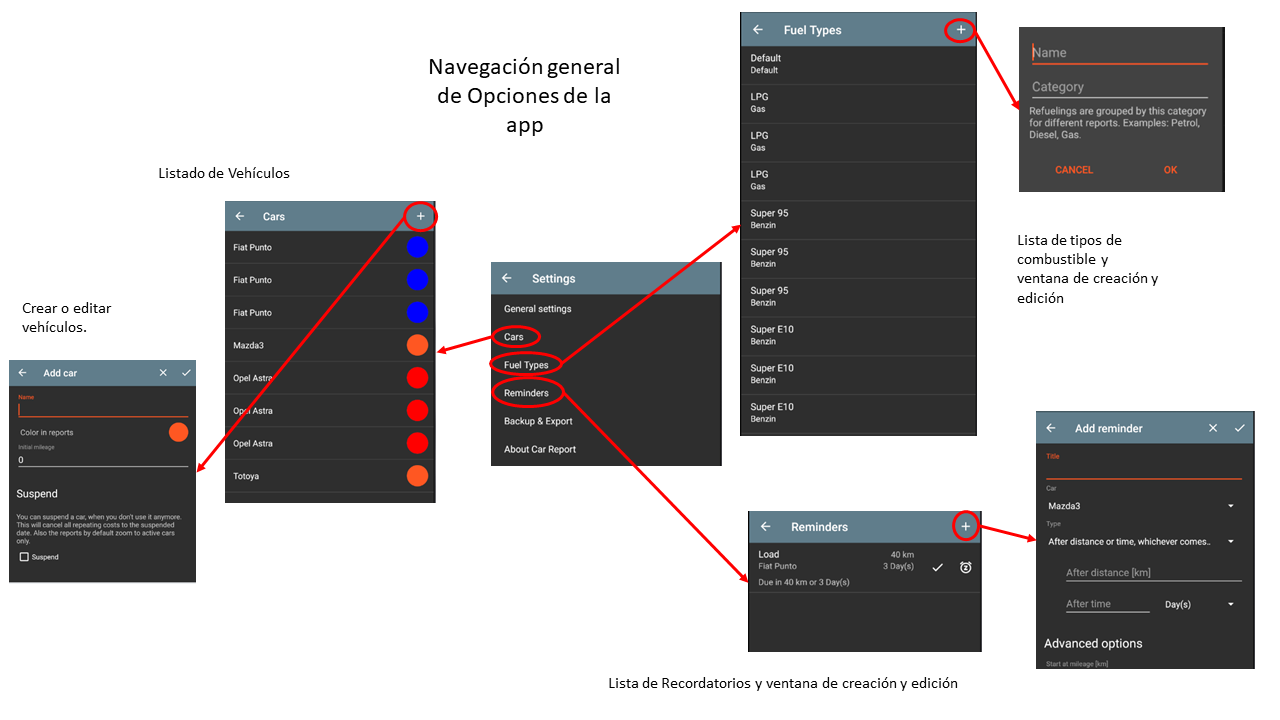 Navegación general
de Opciones de la
app
Listado de Vehículos
Cars
Fiat Punto
Fiat Punto
Fiat Punto
Mazda3
Opel Astra
Opel Astra
Opel Astra
Totoya
Crear o editar
vehículos.
Add car
Name
Color in reports
Initial mileage
0
Suspend
You can suspend a car, when you don't use it anymore.
This will cancel all repeating costs to the suspended
date. Also the reports by default zoom to active cars
only.
Suspend
Settings
General settings
Cars
Fuel Types
Reminders
Backup & Export
About Car Report
Fuel Types
Default
Default
LPG
Gas
LPG
Gas
LPG
Gas
Super 95
Benzin
Super 95
Benzin
Super 95
Benzin
Super E10
Benzin
Super E10
Benzin
Super E10
Benzin
Name
Category
Refuelings are grouped by this category
for different reports. Examples: Petrol,
Diesel, Gas.
CANCEL OK
Lista de tipos de
combustible y
ventana de creación y
edición
Reminders
Load 40 km
Fiat Punto 3 Day(s)
Due in 40 km or 3 Day(s)
Add reminder
Title
Car
Mazda3
Type
After distance or time, whichever comes..
After distance [km]
After time Day(s)
Advanced options
Start at mileage [km]
Lista de Recordatorios y ventana de creación y edición